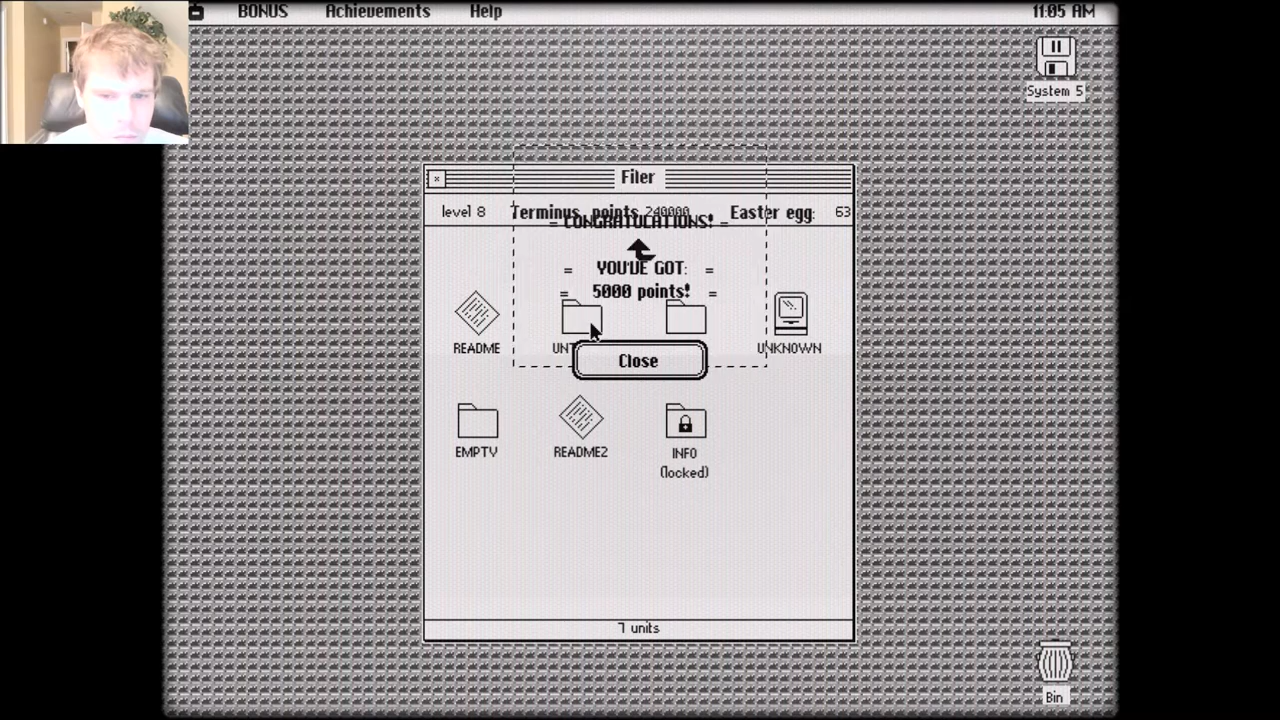 BONUS Achievements Help 11:05 AM
System 5
Filer
level 8 Terminus points 240000 Easter egg: 63
= CONGRATULATIONS! =
= YOU'VE GOT: =
= 5000 points! =
README UNT UNKNOWN
Close
EMPTY README2 INFO
(locked)
7 units
Bin